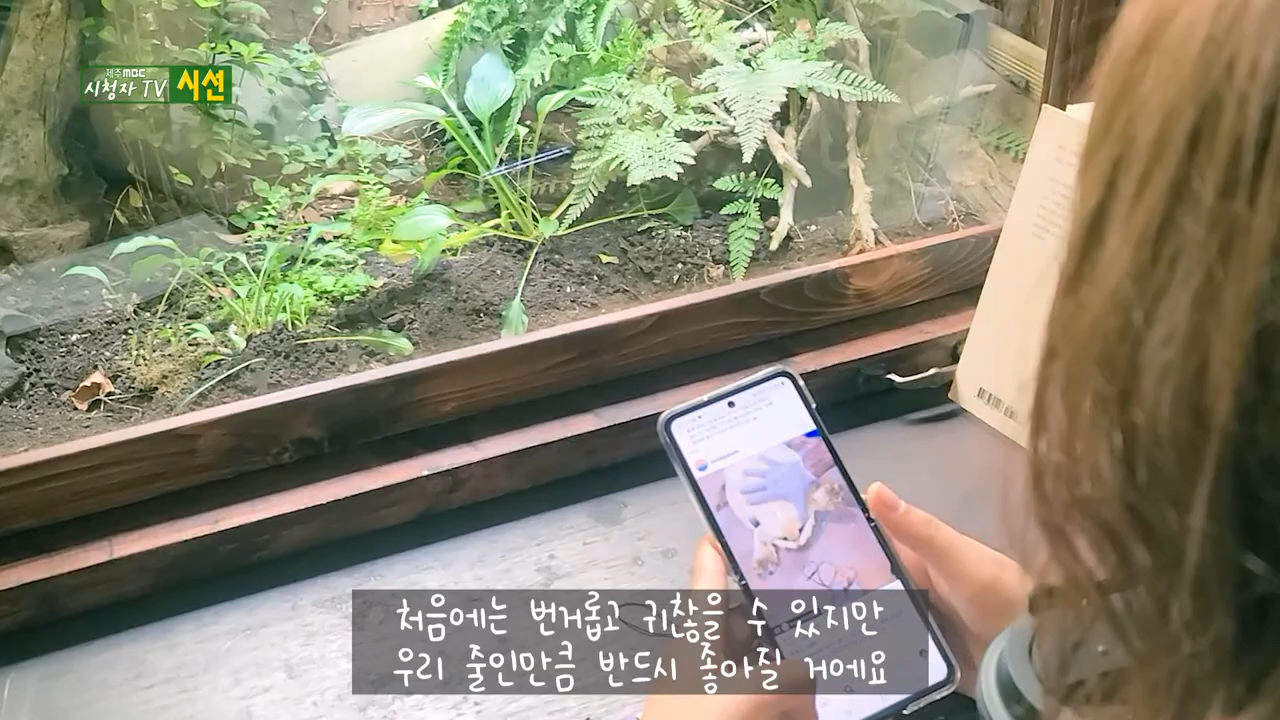 제주MBC
시청자 TV 시선
처음에는 번거롭고 귀찮을 수 있지만
우리 줄인만큼 반드시 좋아질 거에요